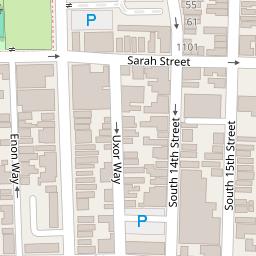 55
61
P
1101
Sarah Street
Enon Way
Uxor Way
South 14th Street
South 15th Street
P